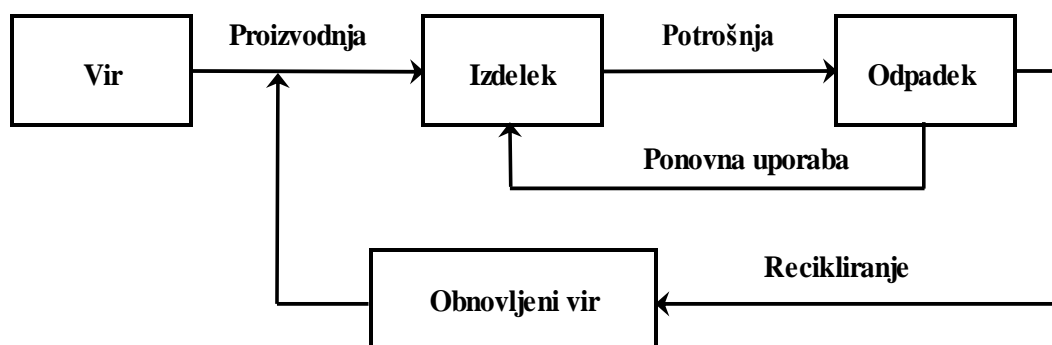 Proizvodnja
Potrošnja
Vir
Izdelek
Odpadek
Ponovna uporaba
Recikliranje
Obnovljeni vir